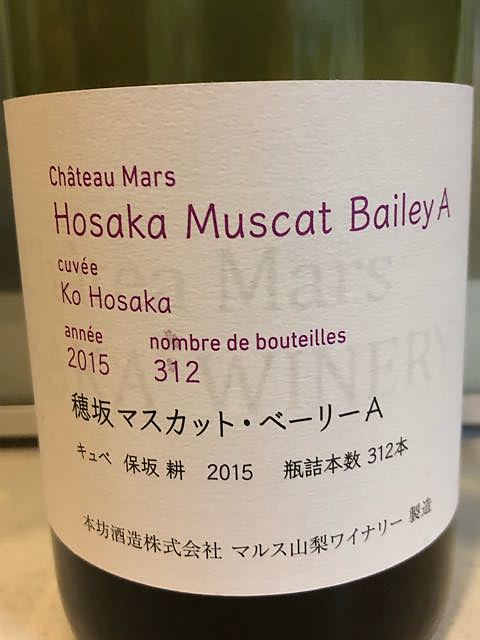 Château Mars
Hosaka Muscat Bailey A
cuvée
Ko Hosaka
année nombre de bouteilles
2015 312
穂坂マスカット・ベーリーA
キュベ 保坂 耕 2015 瓶詰本数 312本
本坊酒造株式会社 マルス山梨ワイナリー 製造
Mars
WINERY